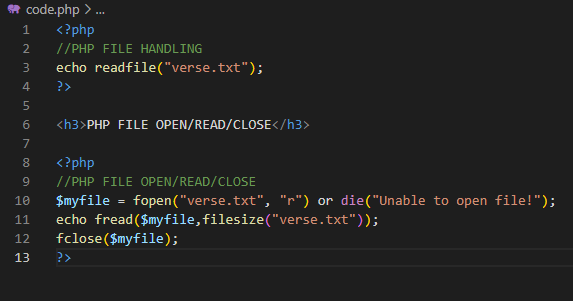 code.php > ...
1 <?php
2 //PHP FILE HANDLING
3 echo readfile("verse.txt");
4 ?>
5
6 <h3>PHP FILE OPEN/READ/CLOSE</h3>
7
8 <?php
9 //PHP FILE OPEN/READ/CLOSE
10 $myfile = fopen("verse.txt", "r") or die("Unable to open file!");
11 echo fread($myfile,filesize("verse.txt"));
12 fclose($myfile);
13 ?>